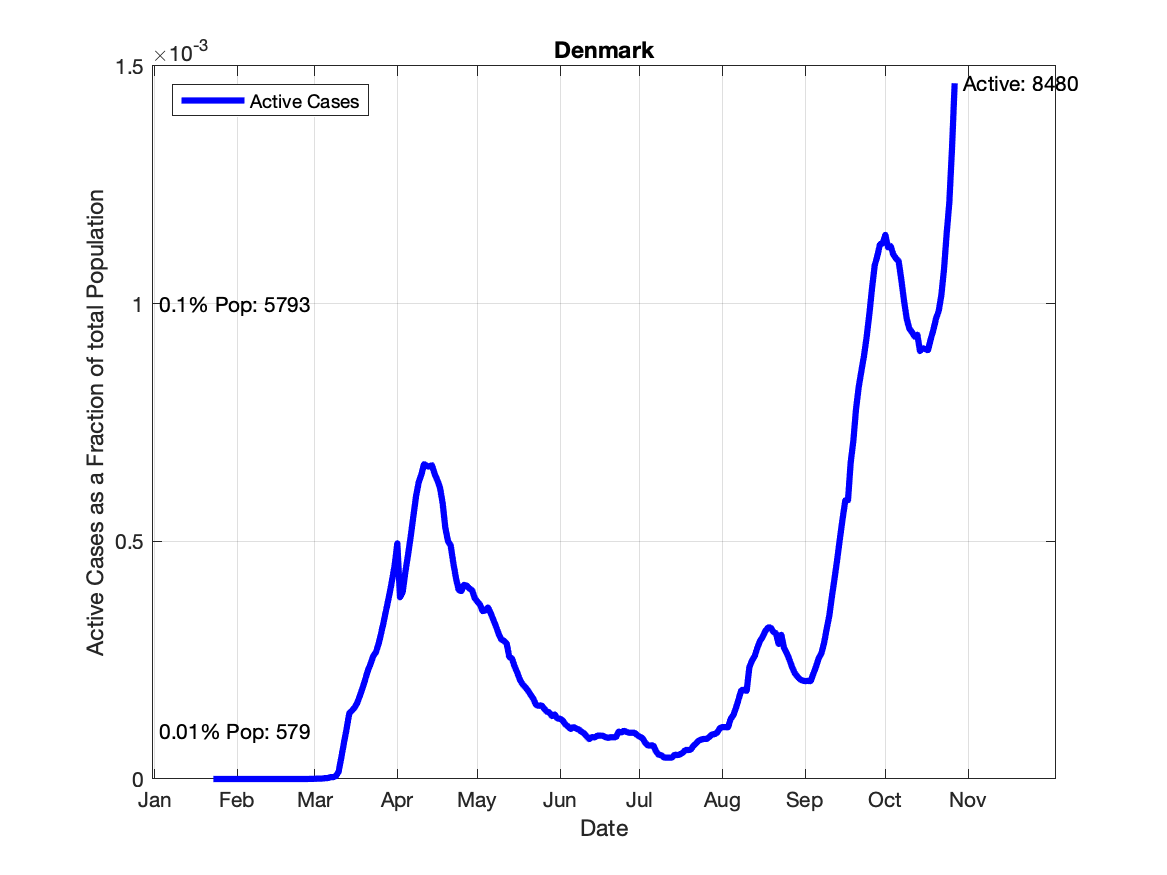 Denmark
×10-3
1.5
1
0.5
0
Active Cases
Active: 8480
0.1% Pop: 5793
0.01% Pop: 579
Active Cases as a Fraction of total Population
Jan Feb Mar Apr May Jun Jul Aug Sep Oct Nov
Date